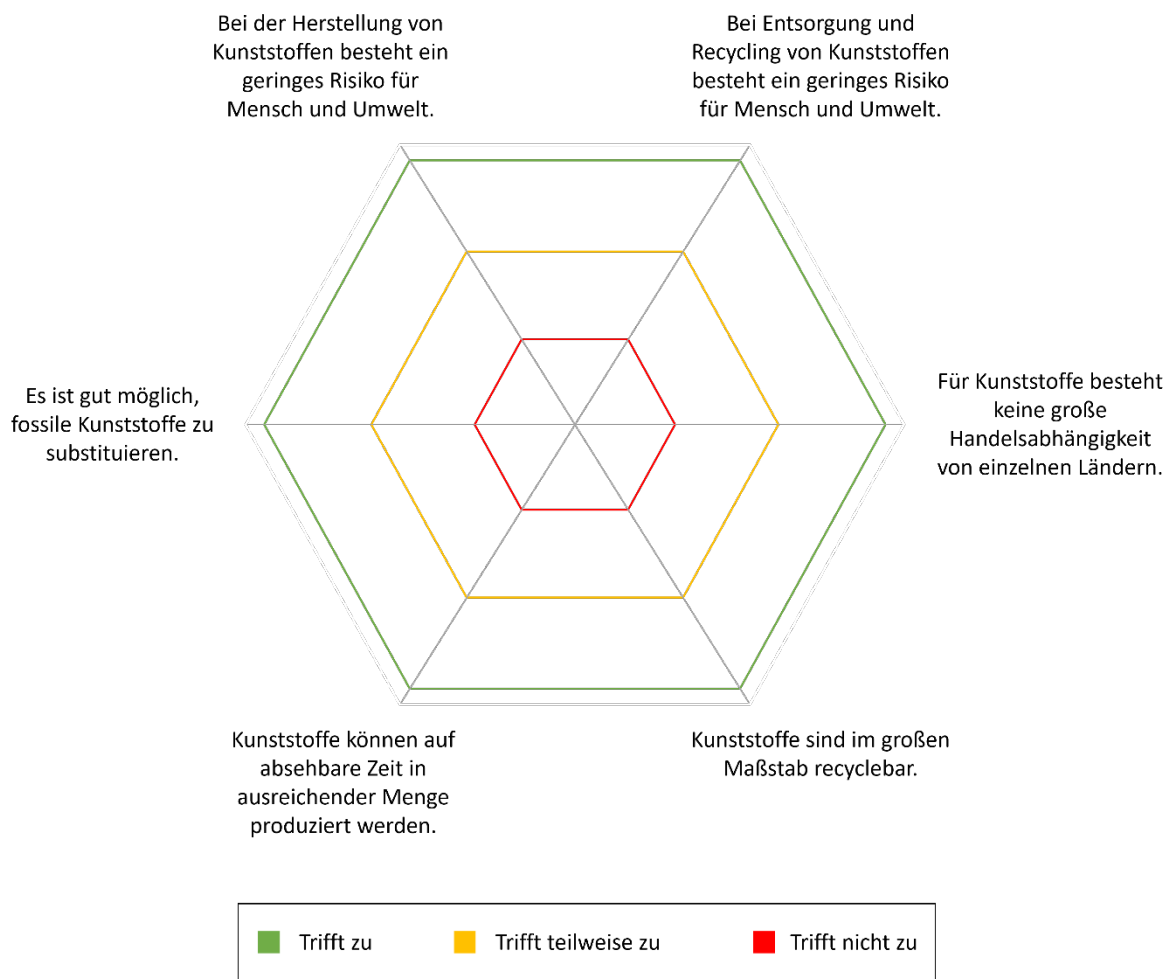 Bei der Herstellung von
Kunststoffen besteht ein
geringes Risiko für
Mensch und Umwelt.
Bei Entsorgung und
Recycling von Kunststoffen
besteht ein geringes Risiko
für Mensch und Umwelt.
Es ist gut möglich,
fossile Kunststoffe zu
substituieren.
Für Kunststoffe besteht
keine große
Handelsabhängigkeit
von einzelnen Ländern.
Kunststoffe können auf
absehbare Zeit in
ausreichender Menge
produziert werden.
Kunststoffe sind im großen
Maßstab recyclebar.
Trifft zu
Trifft teilweise zu
Trifft nicht zu